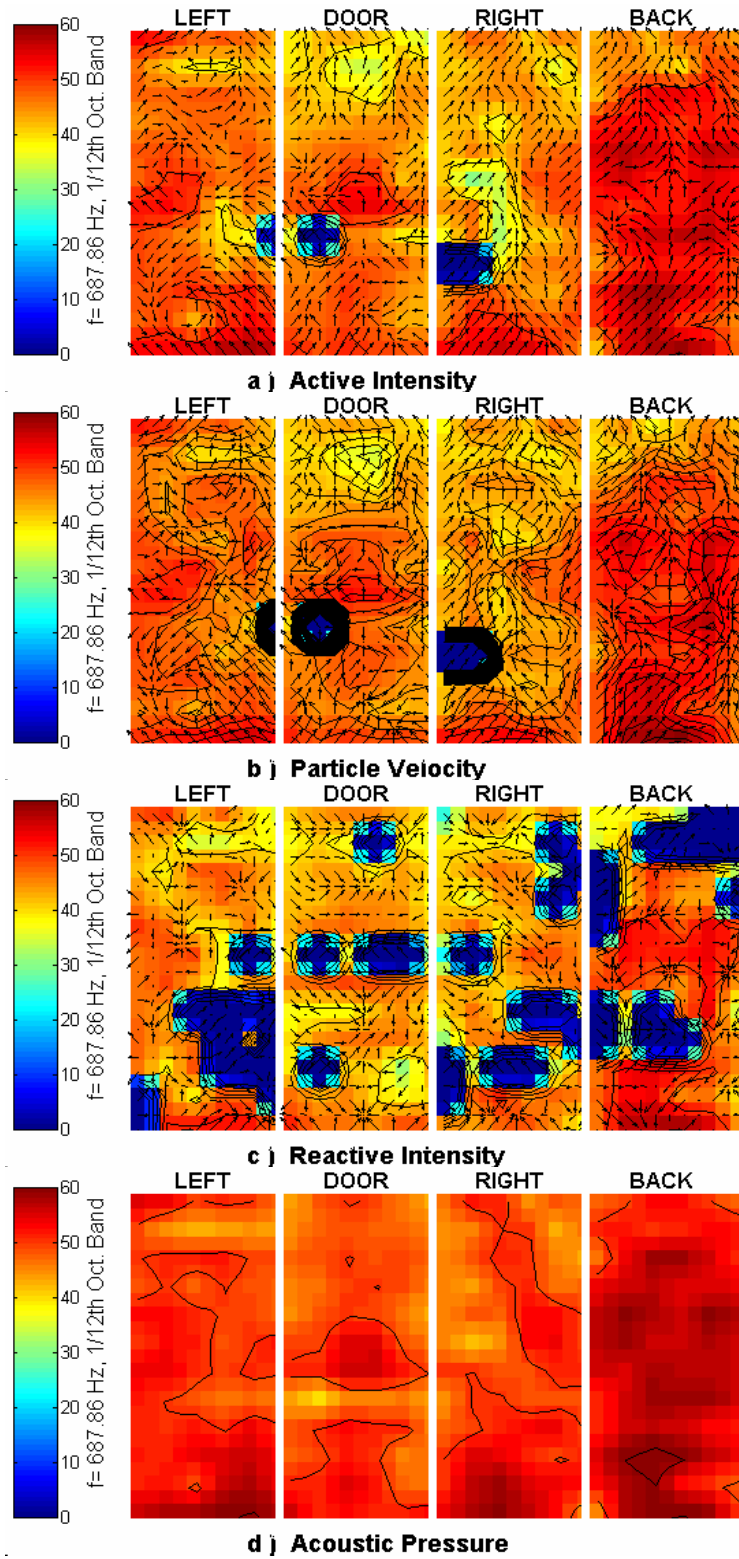 LEFT DOOR RIGHT BACK
60
50
40
30
20
10
0
f= 687.86 Hz, 1/12th Oct. Band
a ) Active Intensity
LEFT DOOR RIGHT BACK
60
50
40
30
20
10
0
f= 687.86 Hz, 1/12th Oct. Band
b ) Particle Velocity
LEFT DOOR RIGHT BACK
60
50
40
30
20
10
0
f= 687.86 Hz, 1/12th Oct. Band
c ) Reactive Intensity
LEFT DOOR RIGHT BACK
60
50
40
30
20
10
0
f= 687.86 Hz, 1/12th Oct. Band
d ) Acoustic Pressure